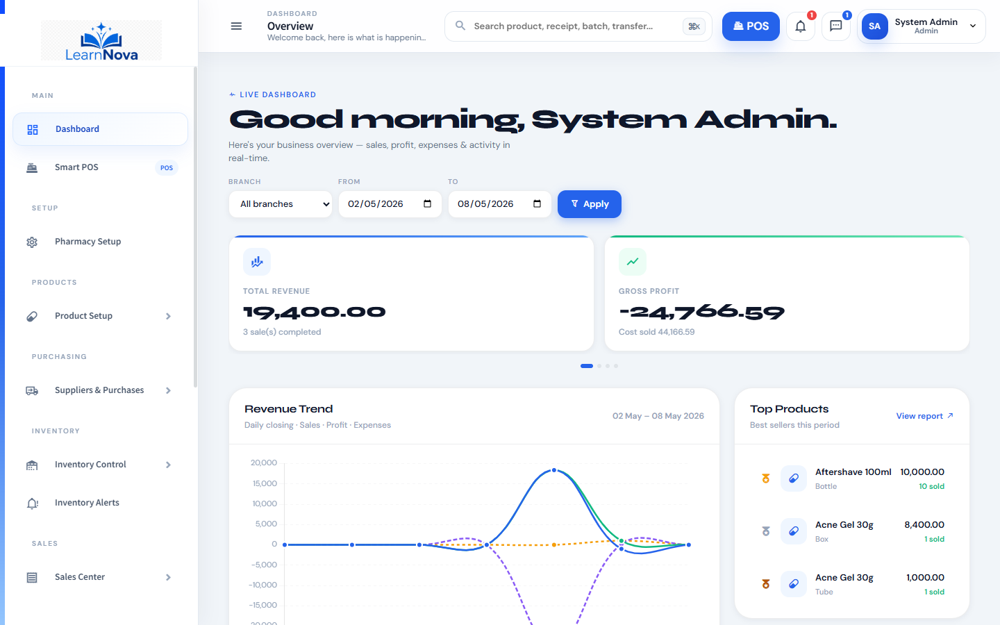 LearnNova
MAIN
Dashboard
Smart POS
POS
SETUP
Pharmacy Setup
PRODUCTS
Product Setup
PURCHASING
Suppliers & Purchases
INVENTORY
Inventory Control
Inventory Alerts
SALES
Sales Center
DASHBOARD
Overview
Welcome back, here is what is happenin...
Search product, receipt, batch, transfer...
⌘K
POS
1
1
SA
System Admin
Admin
LIVE DASHBOARD
Good morning, System Admin.
Here's your business overview — sales, profit, expenses & activity in
real-time.
BRANCH
FROM
TO
All branches
02/05/2026
08/05/2026
Apply
TOTAL REVENUE
19,400.00
3 sale(s) completed
GROSS PROFIT
-24,766.59
Cost sold 44,166.59
Revenue Trend
Daily closing · Sales · Profit · Expenses
02 May – 08 May 2026
20,000
15,000
10,000
5,000
0
-5,000
-10,000
-15,000
-20,000
Top Products
Best sellers this period
View report
Aftershave 100ml
10,000.00
Bottle
10 sold
Acne Gel 30g
8,400.00
Box
1 sold
Acne Gel 30g
1,000.00
Tube
1 sold